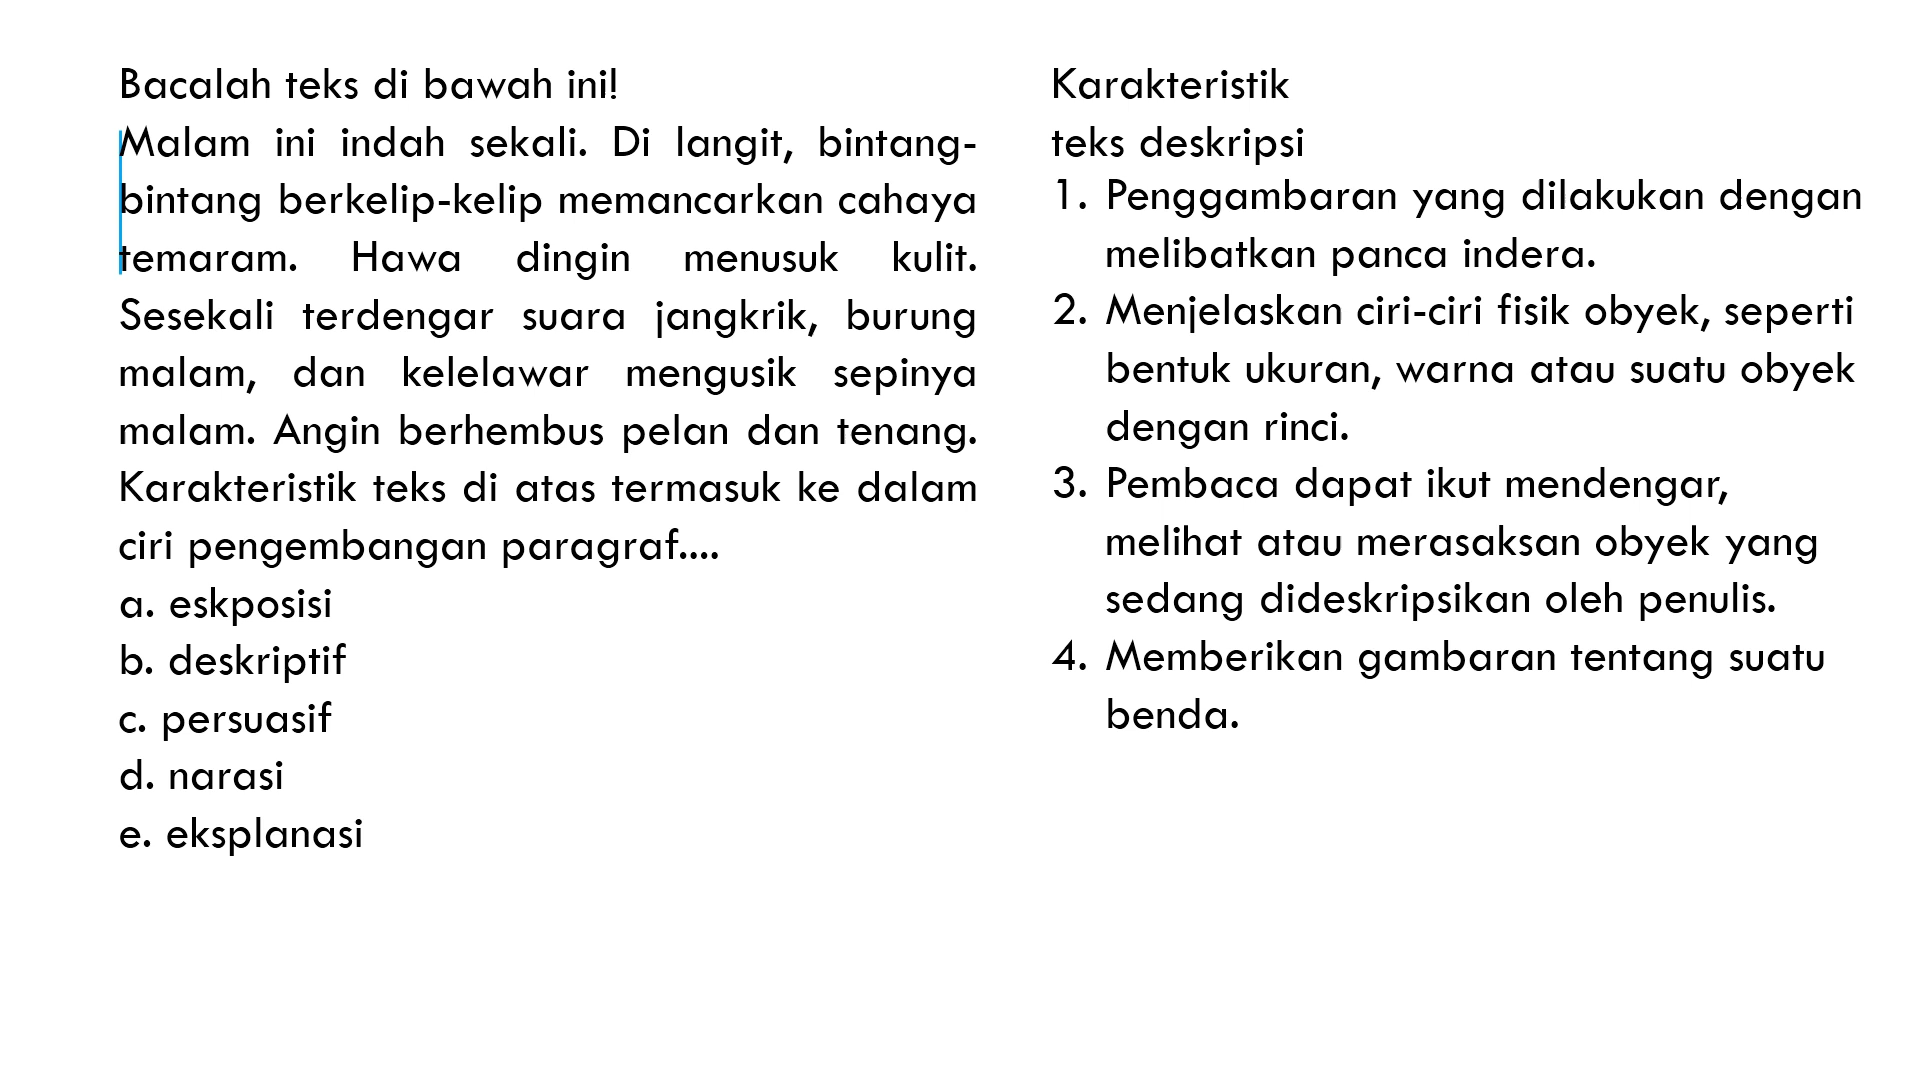 Bacalah teks di bawah ini!
Malam ini indah sekali. Di langit, bintang-
bintang berkelip-kelip memancarkan cahaya
temaram. Hawa dingin menusuk kulit.
Sesekali terdengar suara jangkrik, burung
malam, dan kelelawar mengusik sepinya
malam. Angin berhembus pelan dan tenang.
Karakteristik teks di atas termasuk ke dalam
ciri pengembangan paragraf....
a. eskposisi
b. deskriptif
c. persuasif
d. narasi
e. eksplanasi
Karakteristik
teks deskripsi
1. Penggambaran yang dilakukan dengan
melibatkan panca indera.
2. Menjelaskan ciri-ciri fisik obyek, seperti
bentuk ukuran, warna atau suatu obyek
dengan rinci.
3. Pembaca dapat ikut mendengar,
melihat atau merasaksan obyek yang
sedang dideskripsikan oleh penulis.
4. Memberikan gambaran tentang suatu
benda.